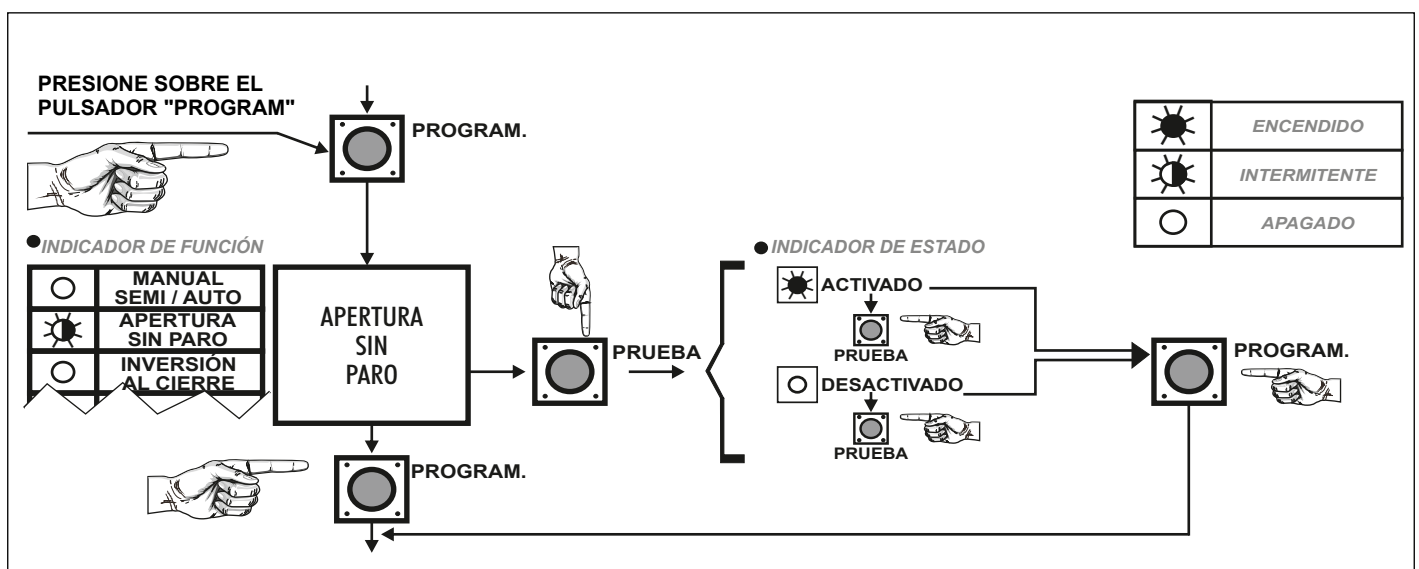 PRESIONE SOBRE EL
PULSADOR "PROGRAM"
PROGRAM.
ENCENDIDO
INTERMITENTE
APAGADO
INDICADOR DE FUNCIÓN
MANUAL
SEMI / AUTO
APERTURA
SIN PARO
INVERSIÓN
AL CIERRE
APERTURA
SIN
PARO
PRUEBA
INDICADOR DE ESTADO
ACTIVADO
PRUEBA
DESACTIVADO
PRUEBA
PROGRAM.
PROGRAM.